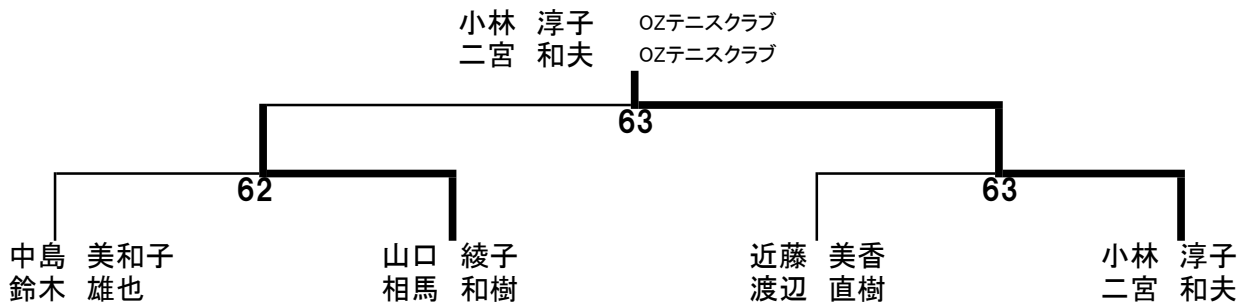 小林 淳子 OZテニスクラブ
二宮 和夫 OZテニスクラブ
63
62
63
中島 美和子
鈴木 雄也
山口 綾子
相馬 和樹
近藤 美香
渡辺 直樹
小林 淳子
二宮 和夫